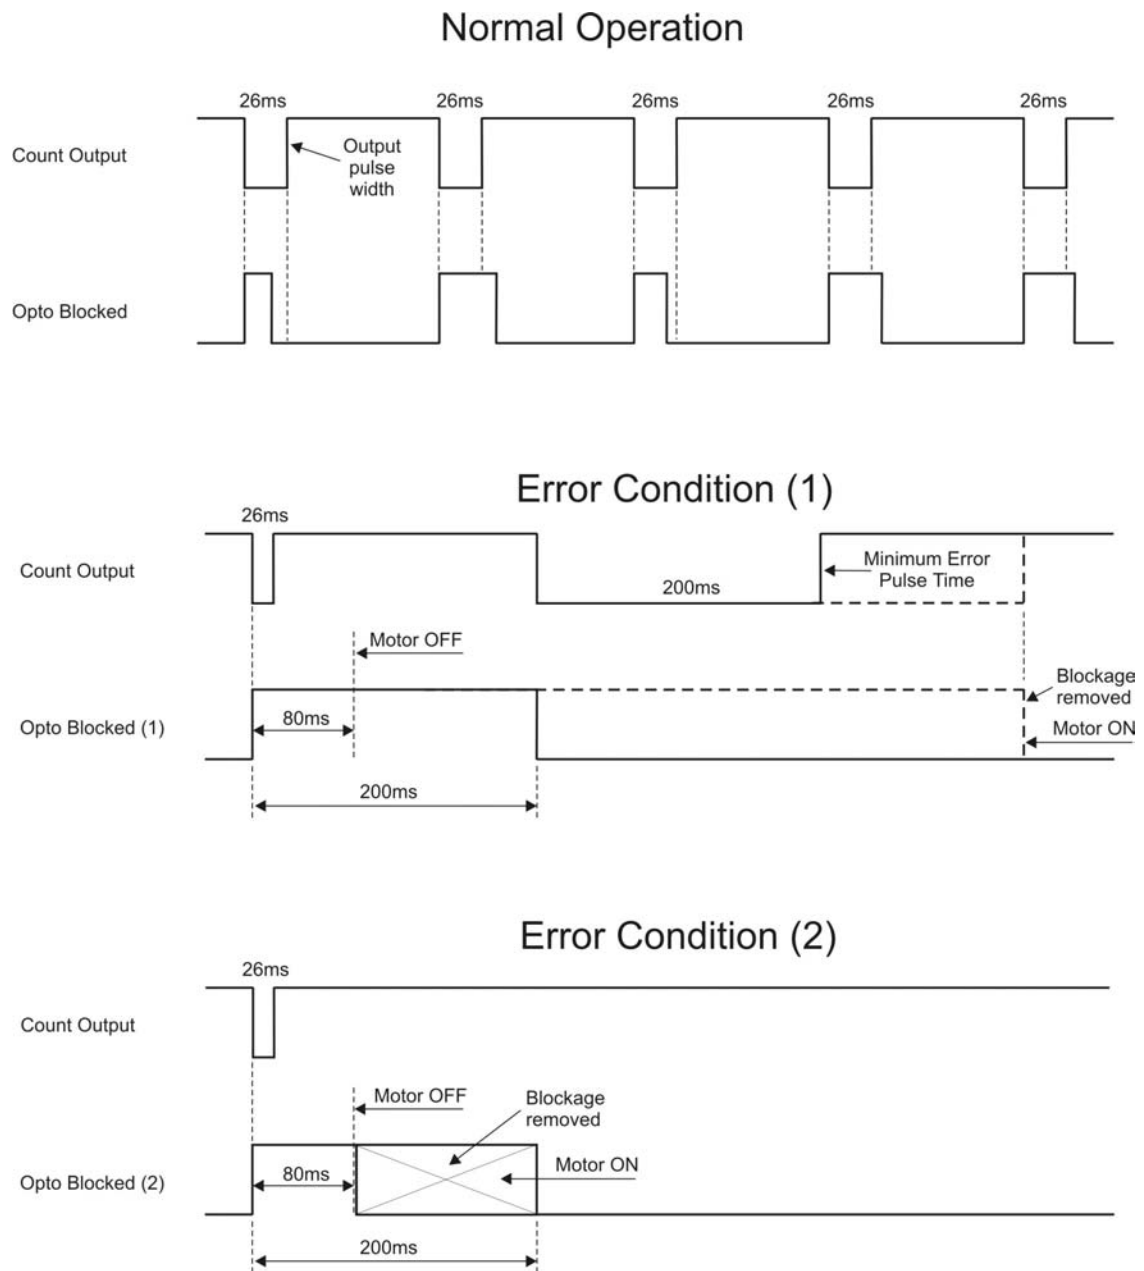 Normal Operation
26ms
26ms
26ms
26ms
26ms
Count Output
Output
pulse
width
Opto Blocked
Error Condition (1)
26ms
Count Output
200ms
Minimum Error
Pulse Time
Motor OFF
Opto Blocked (1)
80ms
Blockage
removed
Motor ON
200ms
Error Condition (2)
26ms
Count Output
Motor OFF
Blockage
removed
Opto Blocked (2)
80ms
Motor ON
200ms